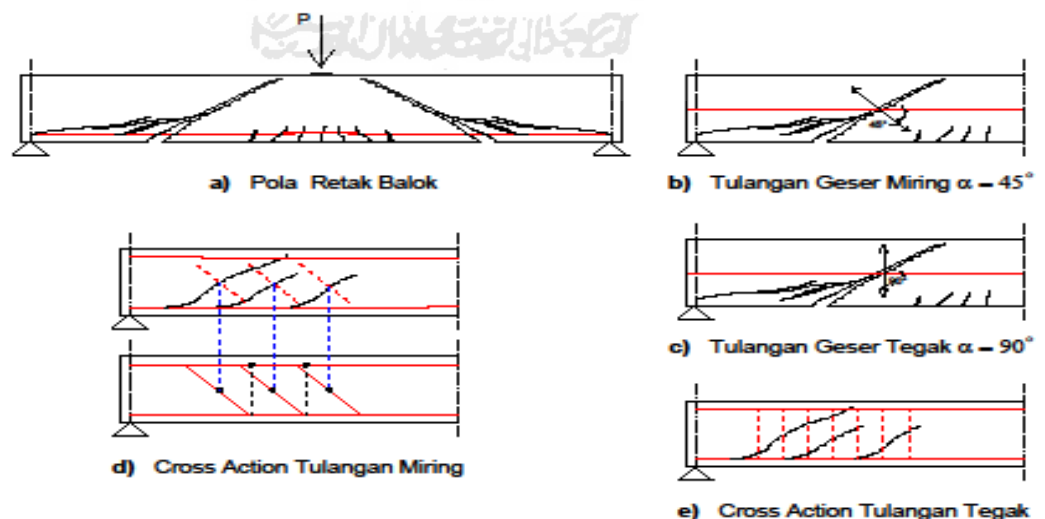 P
a) Pola Retak Balok
b) Tulangan Geser Miring α – 45°
c) Tulangan Geser Tegak α – 90°
d) Cross Action Tulangan Miring
e) Cross Action Tulangan Tegak